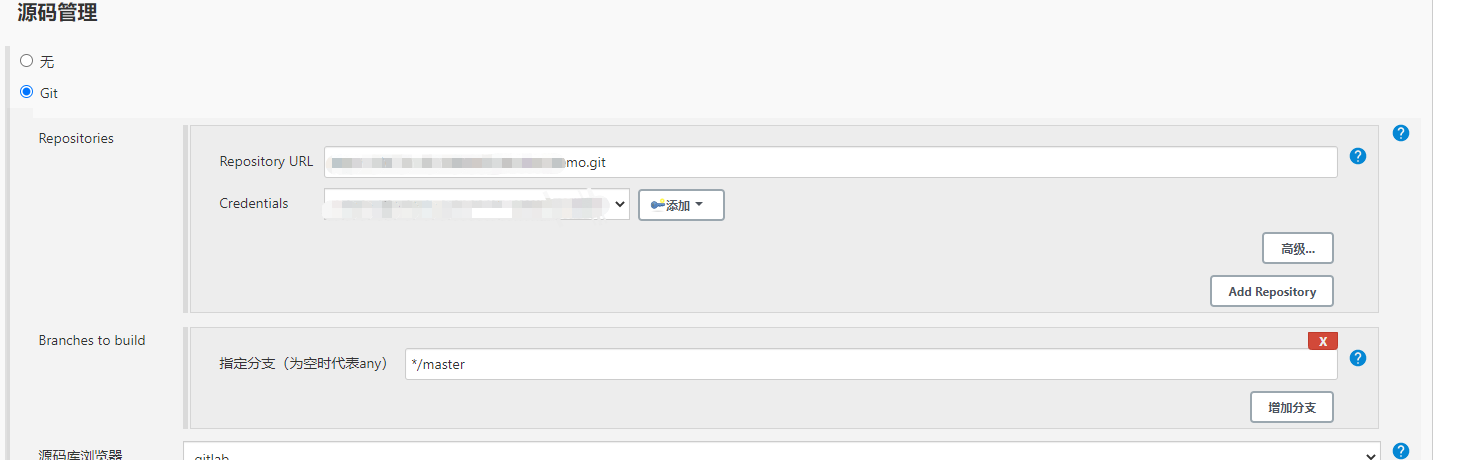 源码管理
无
Git
Repositories
Repository URL
mo.git
Credentials
添加
高级...
Add Repository
Branches to build
X
指定分支（为空时代表any）
*/master
增加分支
源码库浏览器
gitlab